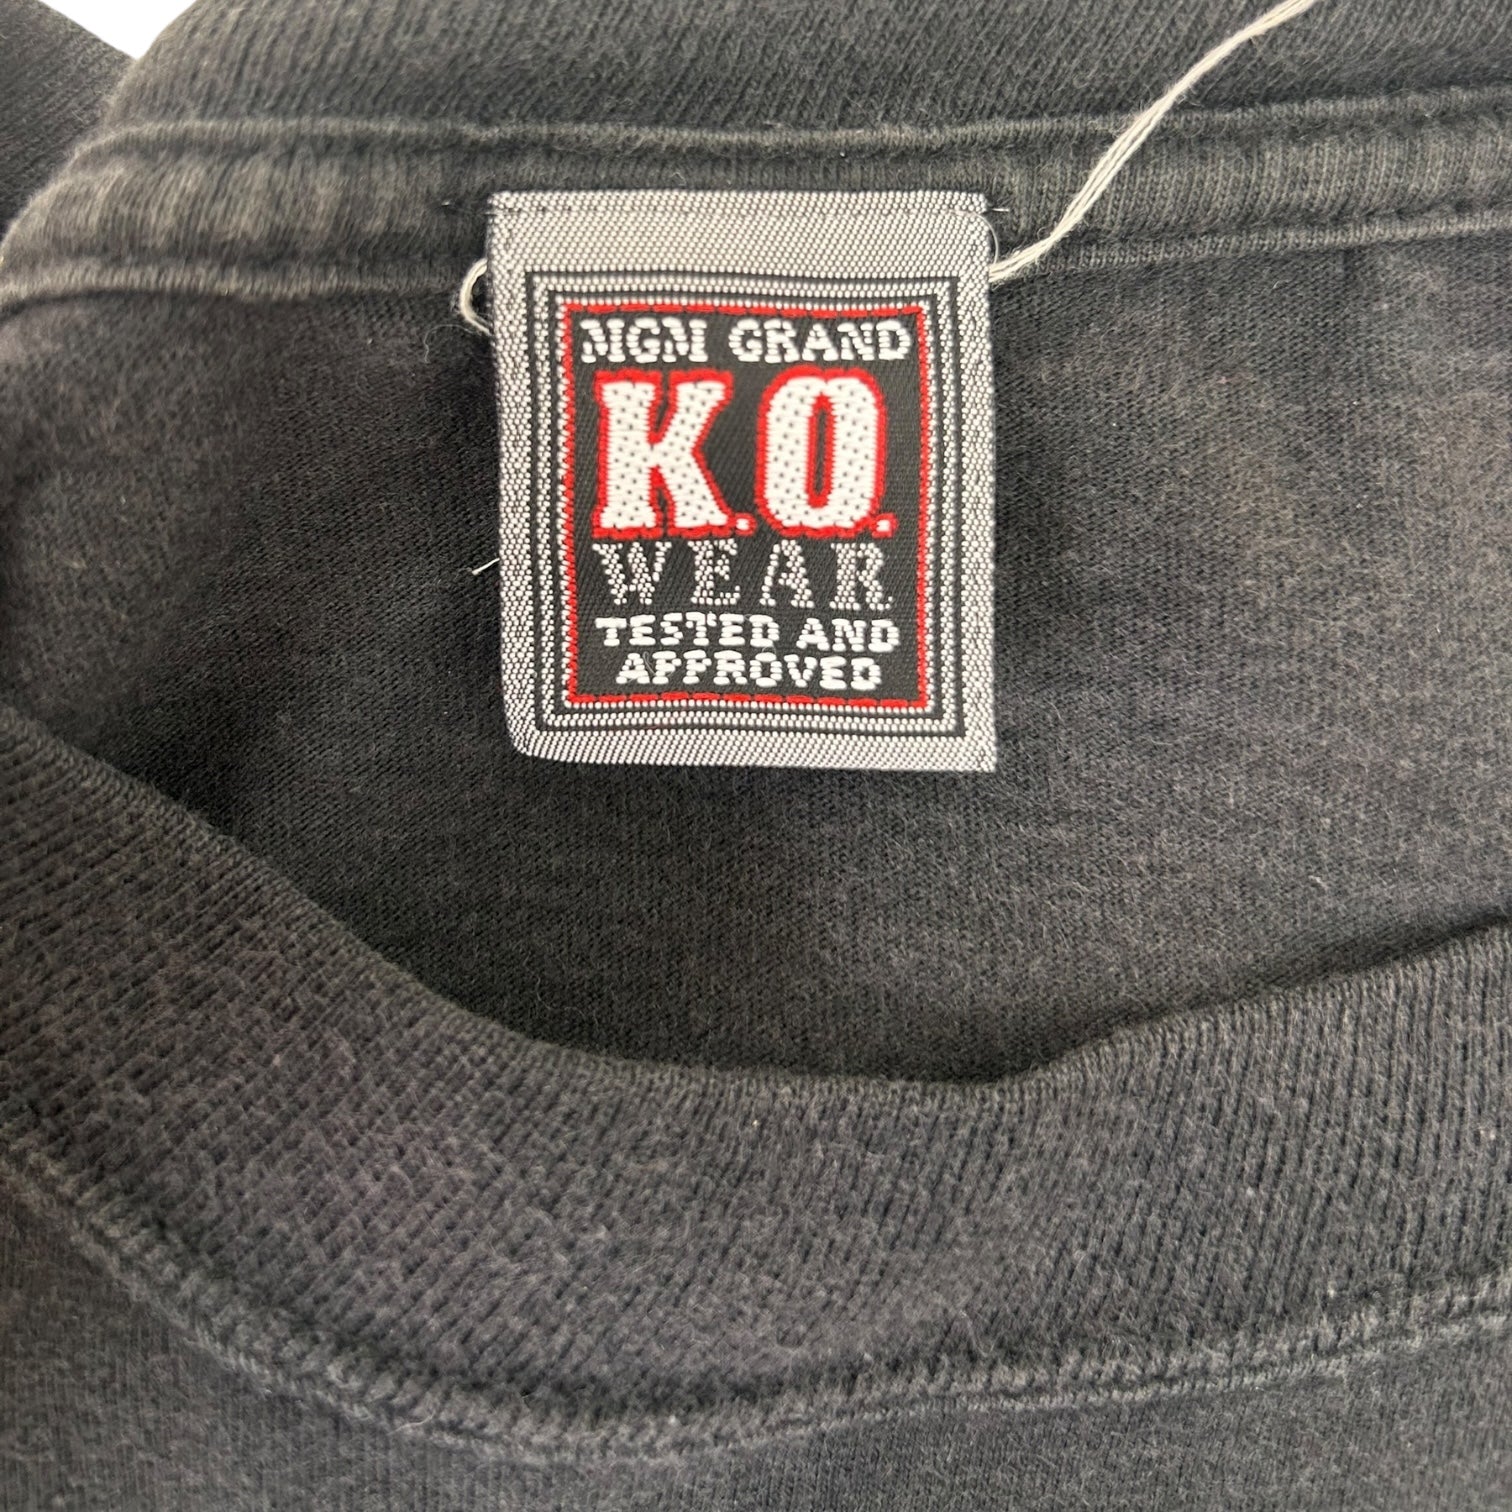 MGM GRAND
K.O.
WEAR
TESTED AND
APPROVED